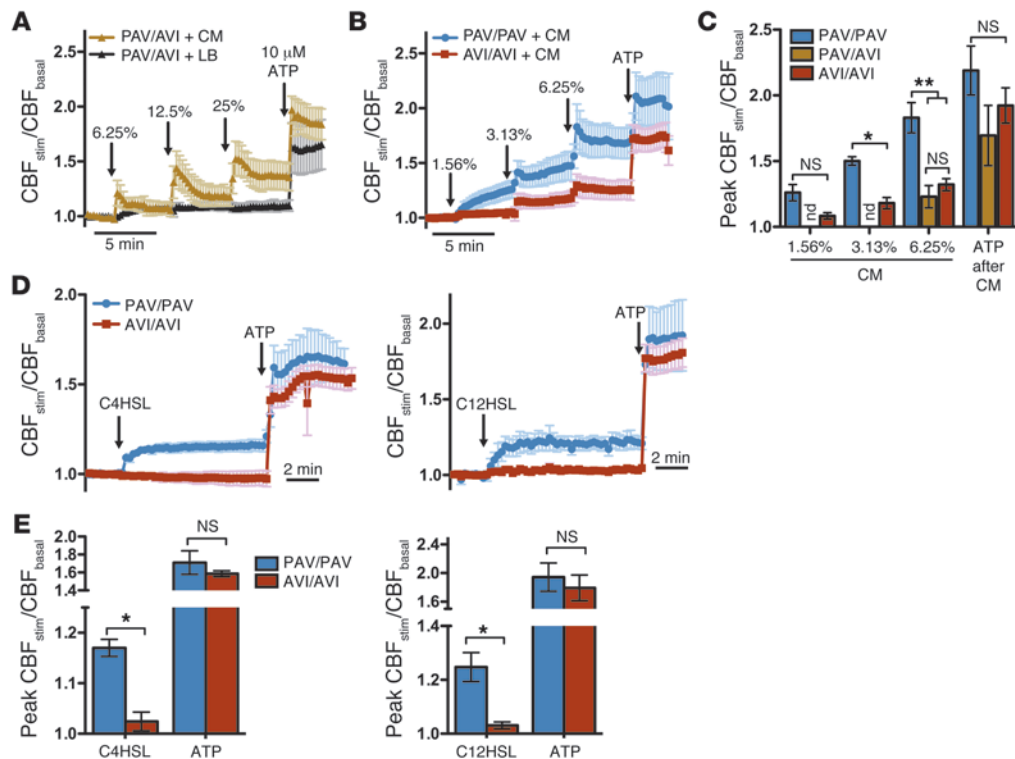 A
PAV/AVI + CM
PAV/AVI + LB
CBFstim/CBFbasal
2.5
2.0
1.5
1.0
6.25%
12.5%
25%
10 µM
ATP
5 min
B
PAV/PAV + CM
AVI/AVI + CM
CBFstim/CBFbasal
2.5
2.0
1.5
1.0
1.56%
3.13%
6.25%
ATP
5 min
C
PAV/PAV
PAV/AVI
AVI/AVI
Peak CBFstim/CBFbasal
2.5
2.0
1.5
1.0
NS
nd
*
nd
**
NS
NS
1.56%
3.13%
6.25%
CM
ATP
after
CM
D
PAV/PAV
AVI/AVI
CBFstim/CBFbasal
2.0
1.5
1.0
C4HSL
ATP
2 min
CBFstim/CBFbasal
2.0
1.5
1.0
C12HSL
ATP
2 min
E
Peak CBFstim/CBFbasal
2.0
1.8
1.6
1.4
1.2
1.1
1.0
*
NS
PAV/PAV
AVI/AVI
C4HSL
ATP
Peak CBFstim/CBFbasal
2.4
2.0
1.6
1.4
1.2
1.0
*
NS
C12HSL
ATP